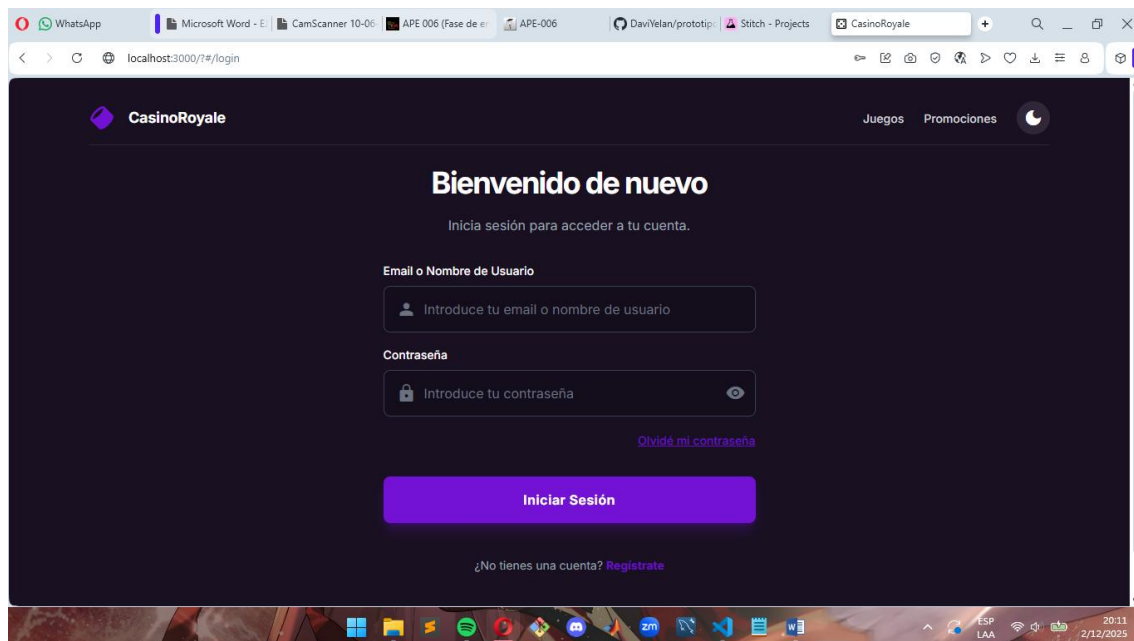 WhatsApp
Microsoft Word - E
CamScanner 10-06
APE 006 (Fase de er
APE-006
DaviYelan/prototipo
Stitch - Projects
CasinoRoyale
localhost:3000/?#/login
CasinoRoyale
Juegos
Promociones
Bienvenido de nuevo
Inicia sesión para acceder a tu cuenta.
Email o Nombre de Usuario
Introduce tu email o nombre de usuario
Contraseña
Introduce tu contraseña
Olvidé mi contraseña
Iniciar Sesión
¿No tienes una cuenta? Regístrate
zm
W
ESP
LAA
20:11
2/12/2025